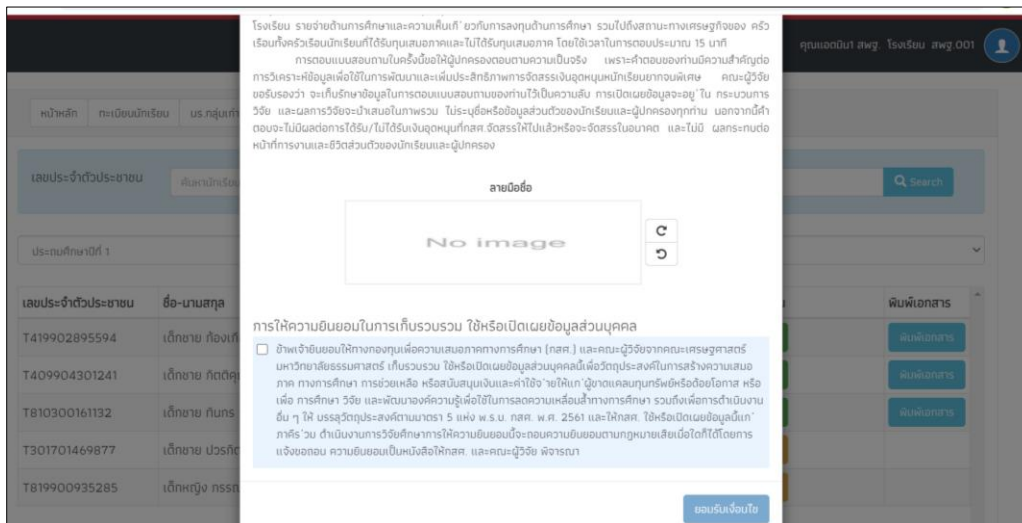 โรงเรียน รายจ่ายด้านการศึกษาและความเห็นเกี่ ยวกับการลงทุนด้านการศึกษา รวมไปถึงสถานะทางเศรษฐกิจของ ครัว
เรือนทั้งครัวเรือนนักเรียนที่ได้รับทุนเสมอภาคและไม่ได้รับทุนเสมอภาค โดยใช้เวลาในการตอบประมาณ 15 นาที
การตอบแบบสอบถามในครั้งนี้ขอให้ผู้ปกครองตอบตามความเป็นจริง เพราะคำตอบของท่านมีความสำคัญต่อ
การวิเคราะห์ข้อมูลเพื่อใช้ในการพัฒนาและเพิ่มประสิทธิภาพการจัดสรรเงินอุดหนุนหนักเรียนยากจนพิเศษ คณะผู้วิจัย
ขอรับรองว่า จะเก็บรักษาข้อมูลในการตอบแบบสอบถามของท่านไว้เป็นความลับ การเปิดเผยข้อมูลจะอยู่ ใน กระบวนการ
วิจัย และผลการวิจัยจะนำเสนอในภาพรวม ไม่ระบุชื่อหรือข้อมูลส่วนตัวของนักเรียนและผู้ปกครองทุกท่าน นอกจากนี้คำ
ตอบจะไม่มีผลต่อการได้รับ/ไม่ได้รับเงินอุดหนุนที่กสศ.จัดสรรให้ไปแล้วหรือจะจัดสรรในอนาคต และไม่มี ผลกระทบต่อ
หน้าที่การงานและชีวิตส่วนตัวของนักเรียนและผู้ปกครอง
คุณแอดมิน1 สพฐ. โรงเรียน สพฐ.001
หน้าหลัก ทะเบียนนักเรียน นร.กลุ่มเก่า
เลขประจำตัวประชาชน ค้นหานักเรียน Search
ลายมือชื่อ
No image
ประถมศึกษาปีที่ 1
เลขประจำตัวประชาชน ชื่อ-นามสกุล พิมพ์เอกสาร
T419902895594 เด็กชาย ก้องเกี พิมพ์เอกสาร
T409904301241 เด็กชาย กิตติคุ พิมพ์เอกสาร
T810300161132 เด็กชาย กันกร พิมพ์เอกสาร
T301701469877 เด็กชาย ปวรกิต
T819900935285 เด็กหญิง กรรณ
การให้ความยินยอมในการเก็บรวบรวม ใช้หรือเปิดเผยข้อมูลส่วนบุคคล
ข้าพเจ้ายินยอมให้ทางกองทุนเพื่อความเสมอภาคทางการศึกษา (กสศ.) และคณะผู้วิจัยจากคณะเศรษฐศาสตร์
มหาวิทยาลัยธรรมศาสตร์ เก็บรวบรวม ใช้หรือเปิดเผยข้อมูลส่วนบุคคลนี้เพื่อวัตถุประสงค์ในการสร้างความเสมอ
ภาค ทางการศึกษา การช่วยเหลือ หรือสนับสนุนเงินและค่าใช้จ่ ายให้แก่ ผู้ขาดแคลนทุนทรัพย์หรือด้อยโอกาส หรือ
เพื่อ การศึกษา วิจัย และพัฒนาองค์ความรู้เพื่อใช้ในการลดความเหลื่อมล้ำทางการศึกษา รวมถึงเพื่อการดำเนินงาน
อื่น ๆ ให้ บรรลุวัตถุประสงค์ตามมาตรา 5 แห่ง พ.ร.บ. กสศ. พ.ศ. 2561 และให้กสศ. ใช้หรือเปิดเผยข้อมูลนี้แก่
ภาคีร่ วม ดำเนินงานการวิจัยศึกษาการให้ความยินยอมนี้จะถอนความยินยอมตามกฎหมายเสียเมื่อใดก็ได้โดยการ
แจ้งขอถอน ความยินยอมเป็นหนังสือให้กสศ. และคณะผู้วิจัย พิจารณา
ยอมรับเงื่อนไข